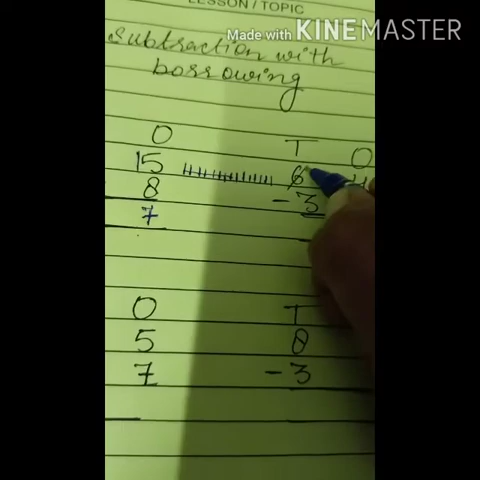 LESSON / TOPIC
Made with KINEMASTER
Subtraction with
borrowing
O T O
15 6
8 - 3
7
O T
5 8
7 - 3